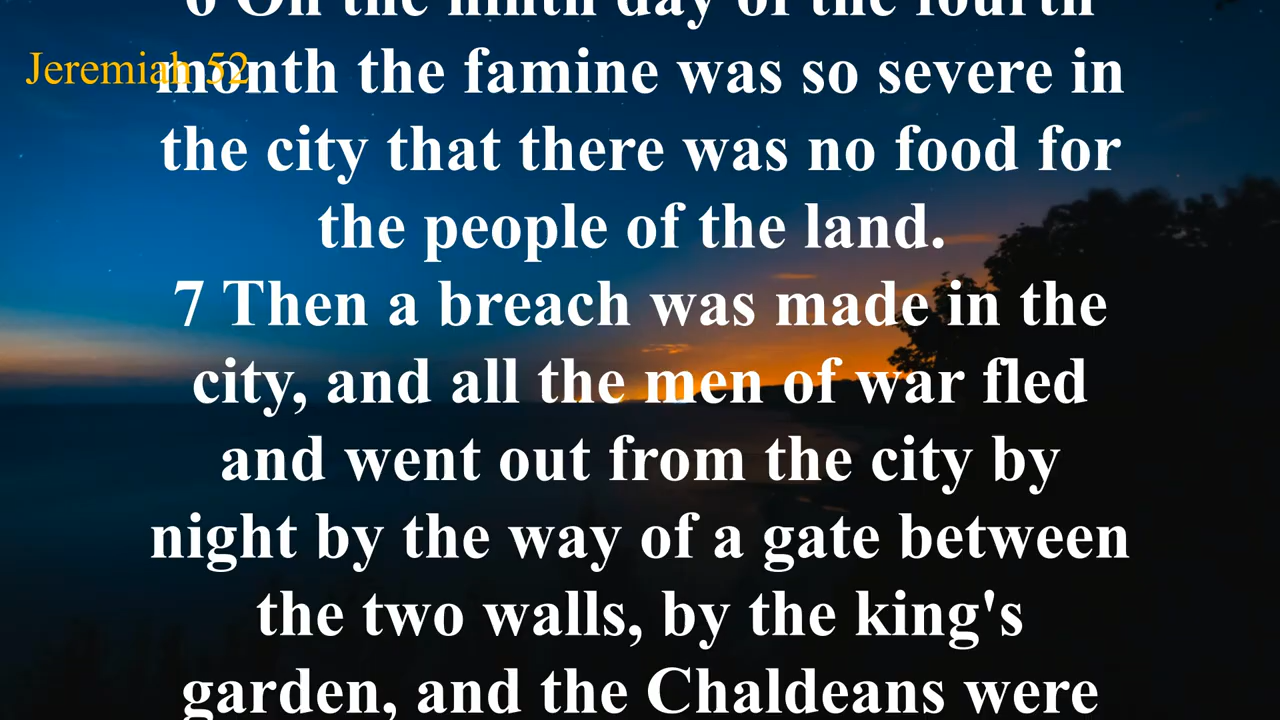 6 On the ninth day of the fourth
Jeremiah 52
month the famine was so severe in
the city that there was no food for
the people of the land.
7 Then a breach was made in the
city, and all the men of war fled
and went out from the city by
night by the way of a gate between
the two walls, by the king's
garden, and the Chaldeans were